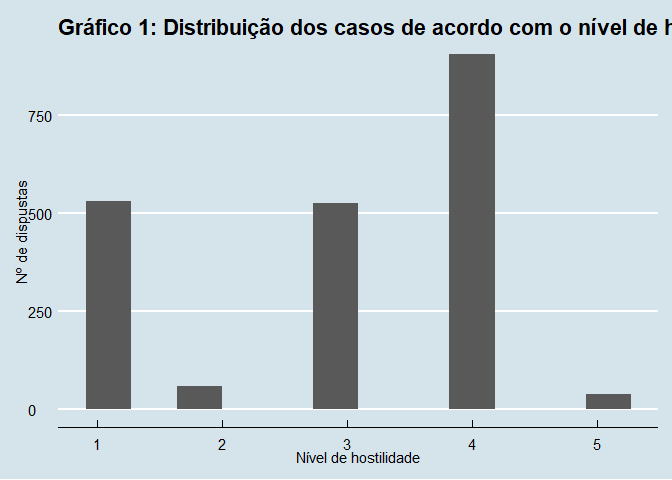 Gráfico 1: Distribuição dos casos de acordo com o nível de h
750
500
250
0
Nº de dispustas
1 2 3 4 5
Nível de hostilidade